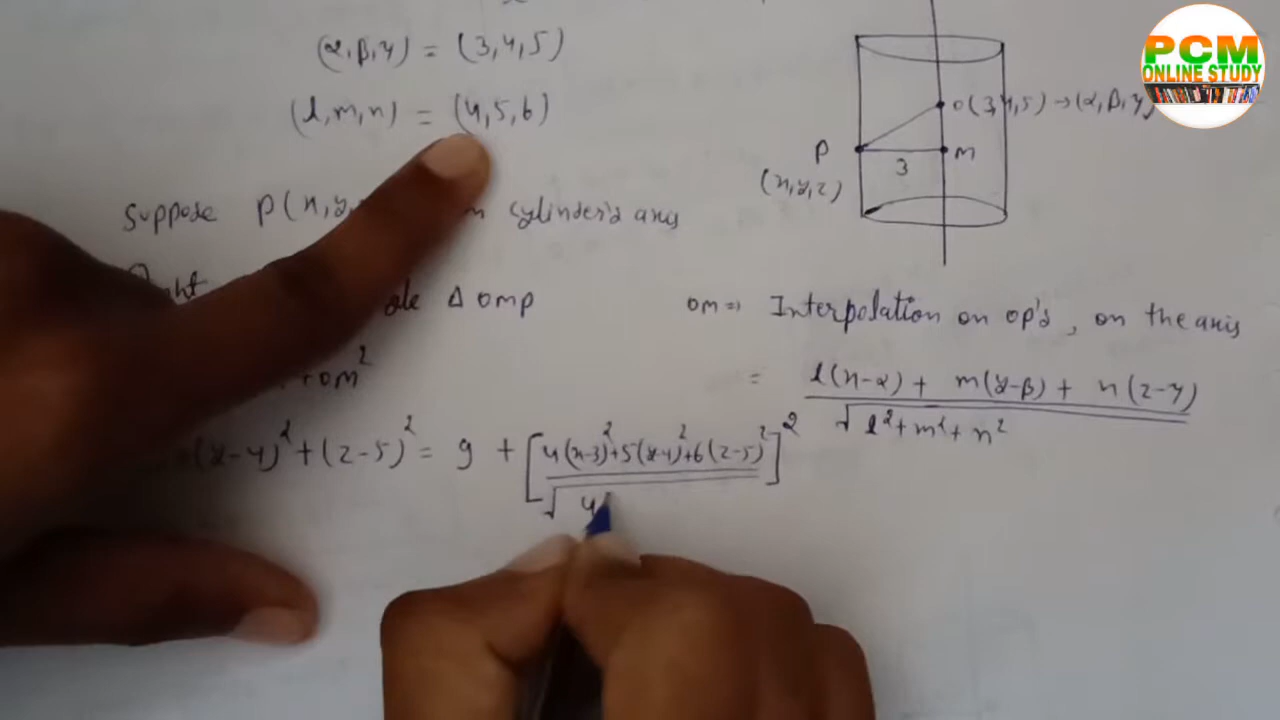 (α,β,γ) = (3,4,5)
(l,m,n) = (4,5,6)
Suppose P(x,y, cylinder's axis
Δ OMP
+OM²
(y-4)² + (z-5)² = 9 + [4(x-3)²+5(y-4)²+6(z-5)²]²
√ 4
PCM
ONLINE STUDY
O(3,4,5) → (α,β,γ)
P
M
3
(x,y,z)
OM ⇒ Interpolation on OP's, on the axis
= l(x-α) + m(y-β) + n(z-γ)
√ l²+m²+n²